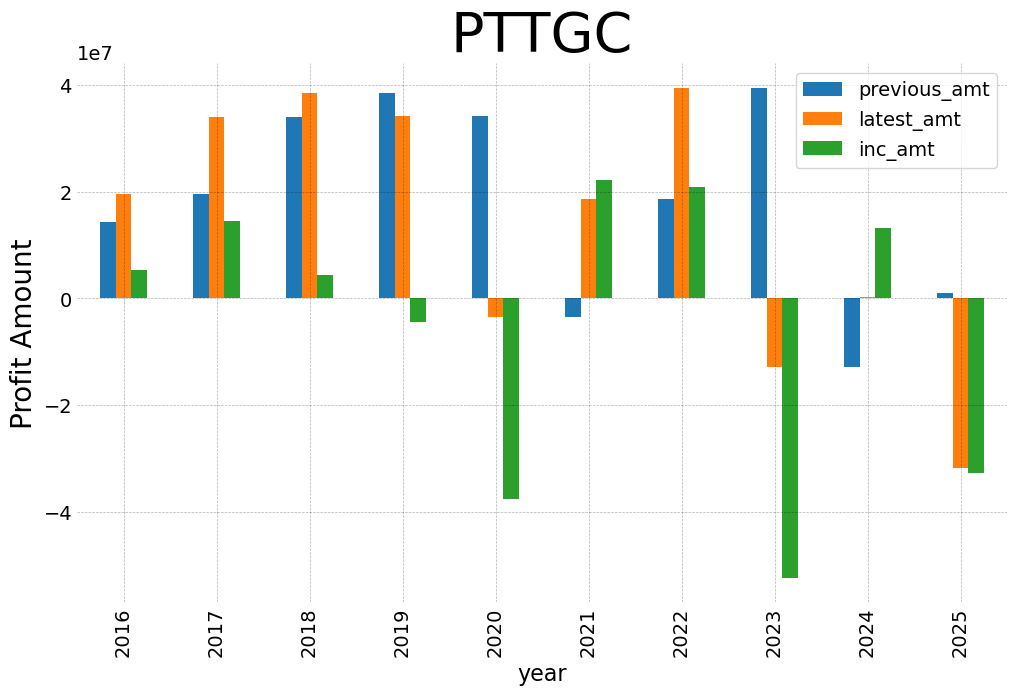 PTTGC
1e7
previous_amt
latest_amt
inc_amt
4
2
0
−2
−4
Profit Amount
2016
2017
2018
2019
2020
2021
2022
2023
2024
2025
year